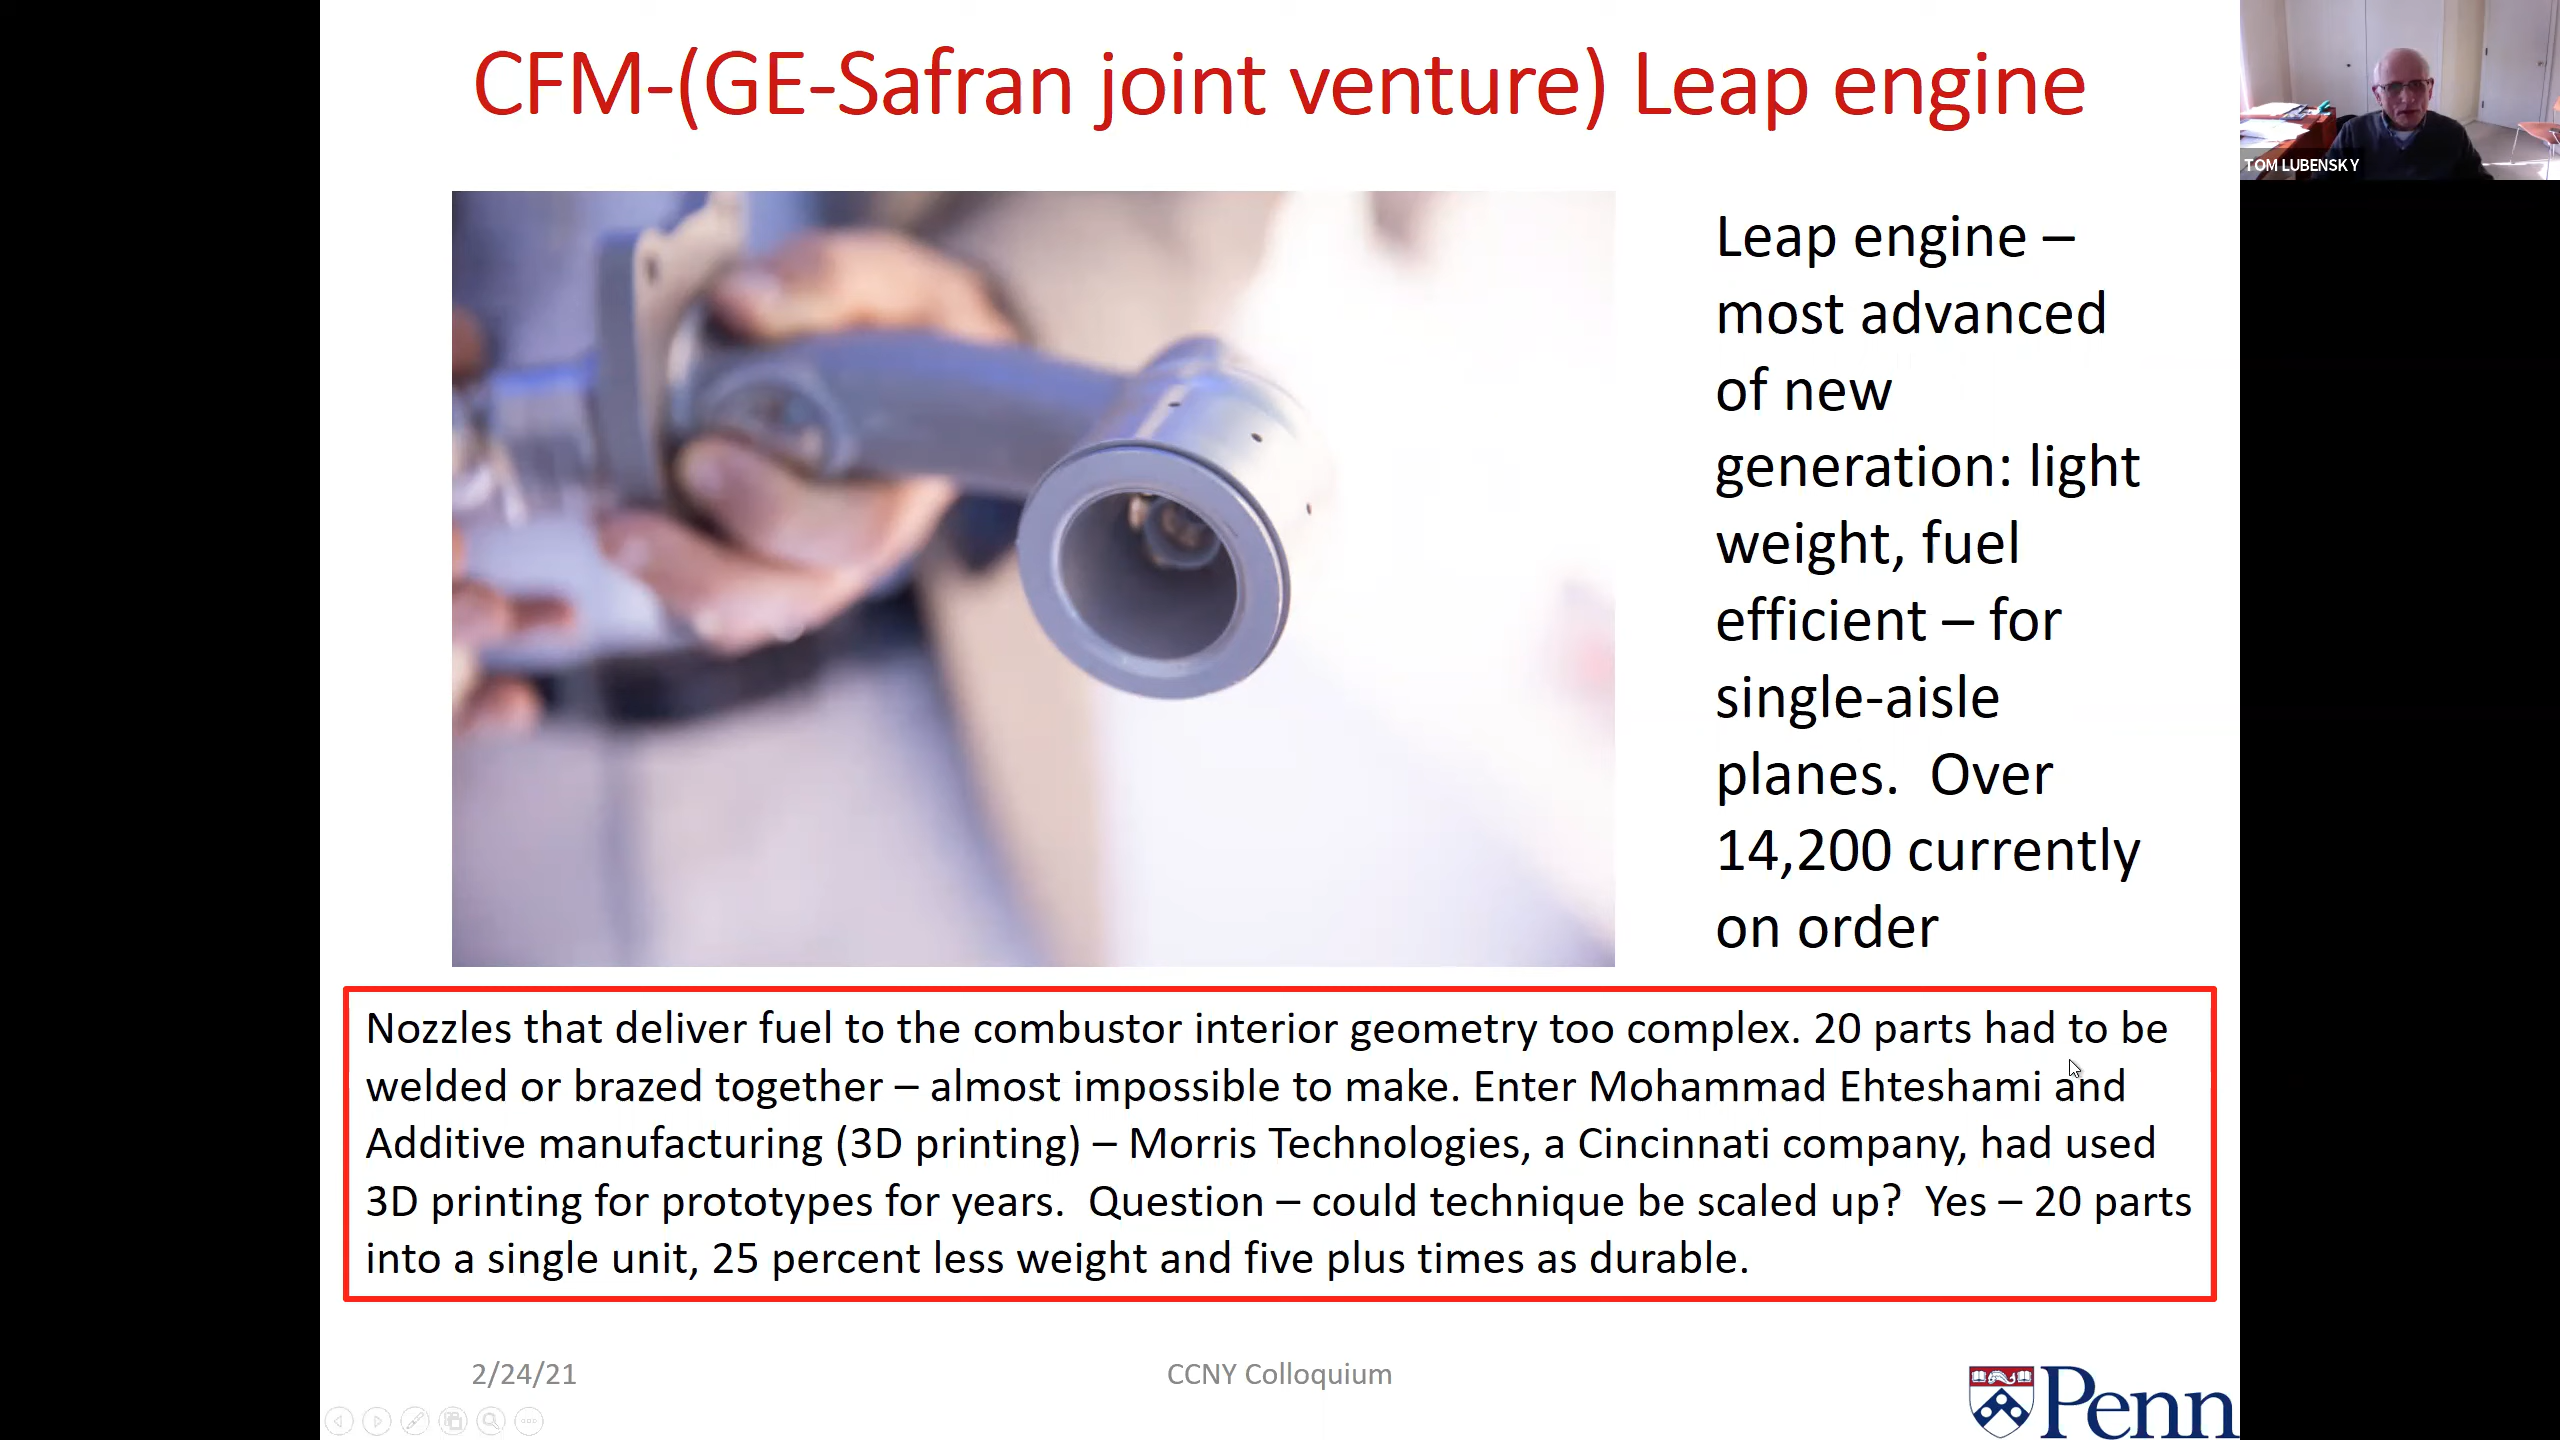 CFM-(GE-Safran joint venture) Leap engine
TOM LUBENSKY
Leap engine –
most advanced
of new
generation: light
weight, fuel
efficient – for
single-aisle
planes.  Over
14,200 currently
on order
Nozzles that deliver fuel to the combustor interior geometry too complex. 20 parts had to be
welded or brazed together – almost impossible to make. Enter Mohammad Ehteshami and
Additive manufacturing (3D printing) – Morris Technologies, a Cincinnati company, had used
3D printing for prototypes for years.  Question – could technique be scaled up?  Yes – 20 parts
into a single unit, 25 percent less weight and five plus times as durable.
2/24/21
CCNY Colloquium
Penn